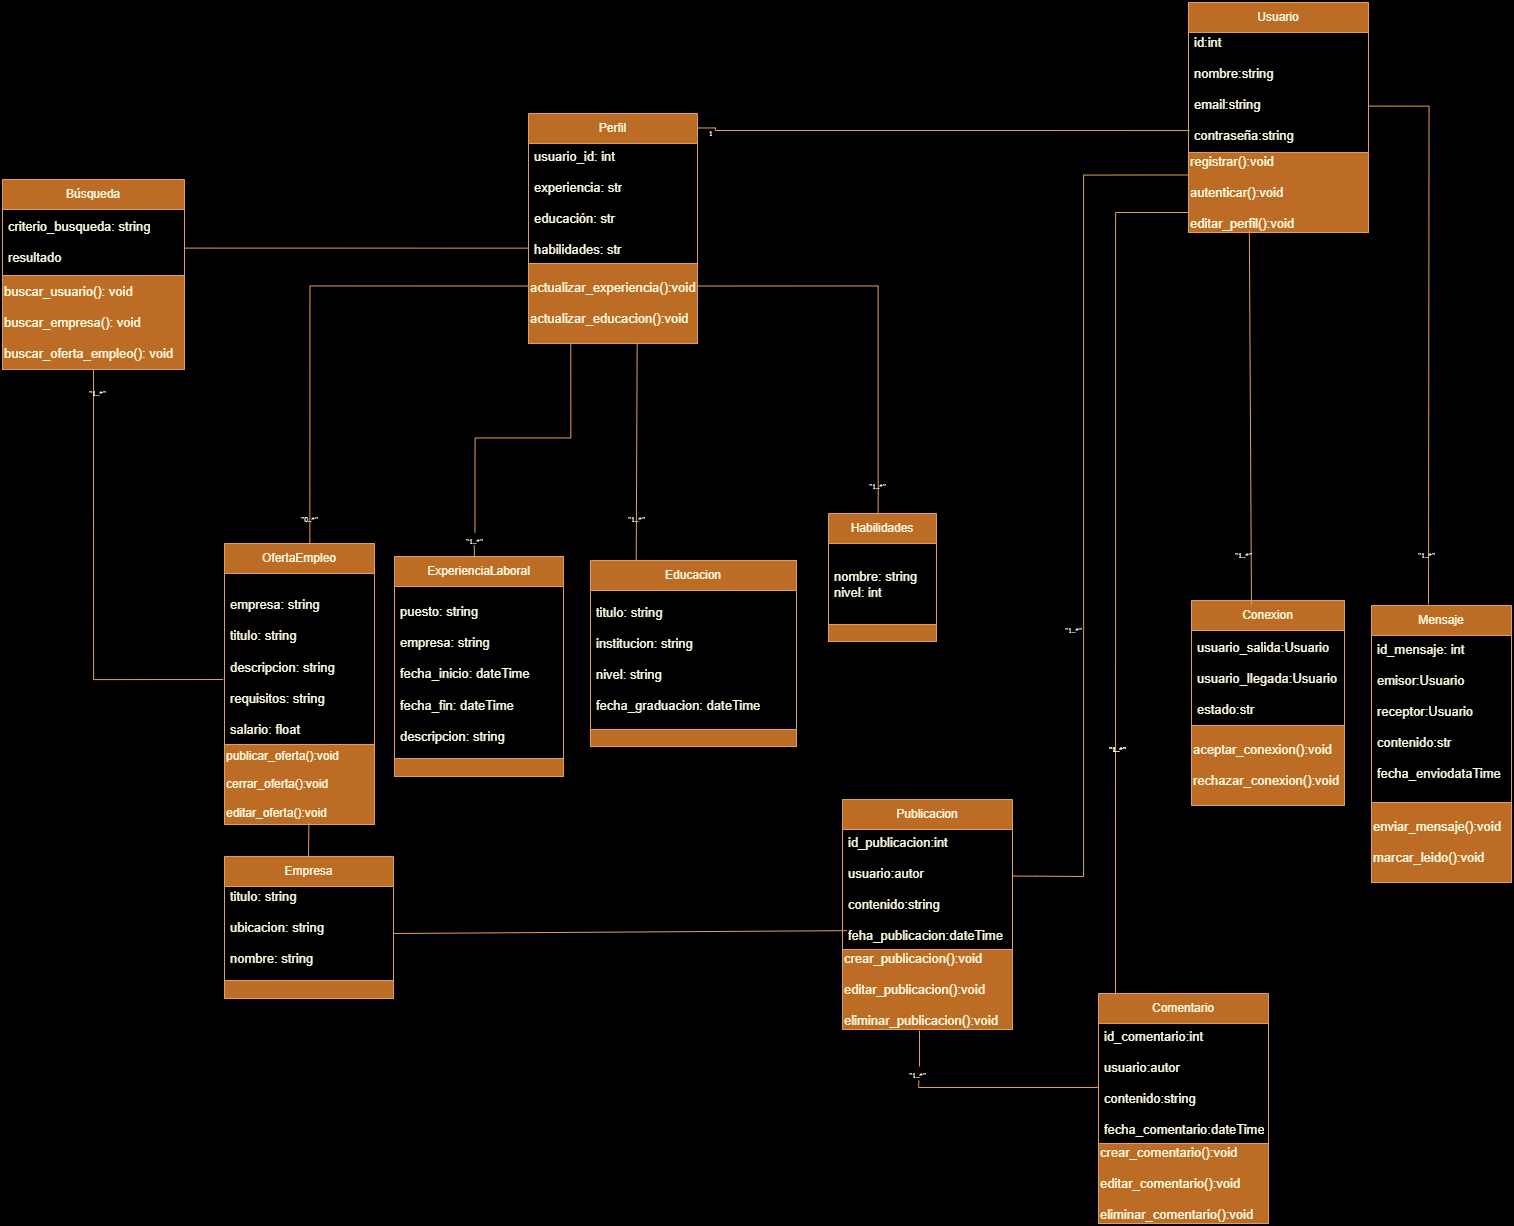 Usuario
id:int
nombre:string
email:string
contraseña:string
registrar():void
autenticar():void
editar_perfil():void
Perfil
1
usuario_id: int
experiencia: str
educación: str
habilidades: str
actualizar_experiencia():void
actualizar_educacion():void
Búsqueda
criterio_busqueda: string
resultado
buscar_usuario(): void
buscar_empresa(): void
buscar_oferta_empleo(): void
"1..*"
"0..*"
"1..*"
"1..*"
"1..*"
"1..*"
"1..*"
"1..*"
"1..*"
OfertaEmpleo
empresa: string
titulo: string
descripcion: string
requisitos: string
salario: float
publicar_oferta():void
cerrar_oferta():void
editar_oferta():void
ExperienciaLaboral
puesto: string
empresa: string
fecha_inicio: dateTime
fecha_fin: dateTime
descripcion: string
Educacion
titulo: string
institucion: string
nivel: string
fecha_graduacion: dateTime
Habilidades
nombre: string
nivel: int
Conexion
usuario_salida:Usuario
usuario_llegada:Usuario
estado:str
aceptar_conexion():void
rechazar_conexion():void
Mensaje
id_mensaje: int
emisor:Usuario
receptor:Usuario
contenido:str
fecha_enviodataTime
enviar_mensaje():void
marcar_leido():void
Empresa
titulo: string
ubicacion: string
nombre: string
Publicacion
id_publicacion:int
usuario:autor
contenido:string
feha_publicacion:dateTime
crear_publicacion():void
editar_publicacion():void
eliminar_publicacion():void
"1..*"
Comentario
id_comentario:int
usuario:autor
contenido:string
fecha_comentario:dateTime
crear_comentario():void
editar_comentario():void
eliminar_comentario():void